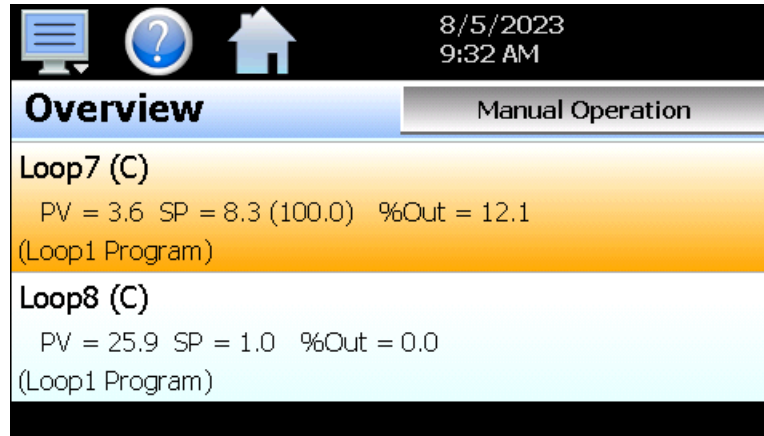 ?
8/5/2023
9:32 AM
Overview
Manual Operation
Loop7 (C)
PV = 3.6 SP = 8.3 (100.0) %Out = 12.1
(Loop1 Program)
Loop8 (C)
PV = 25.9 SP = 1.0 %Out = 0.0
(Loop1 Program)